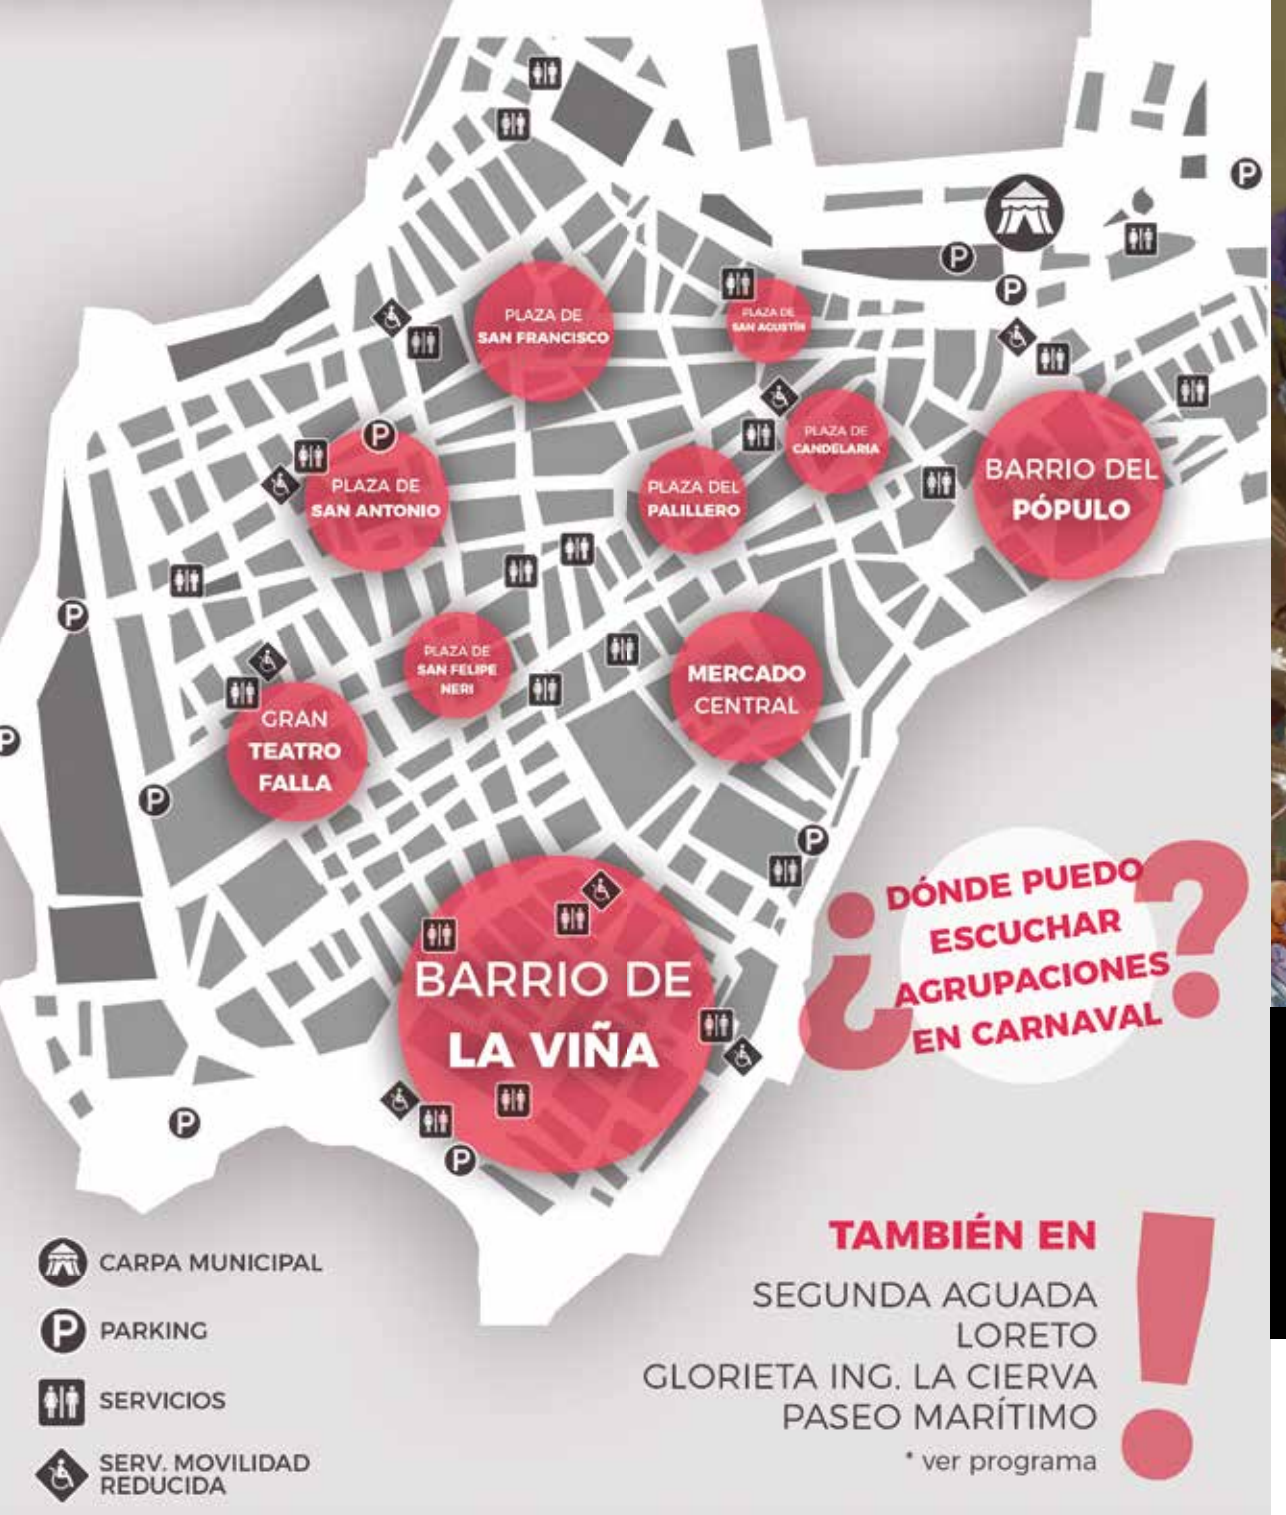 PLAZA DE
SAN FRANCISCO
PLAZA DE
SAN AGUSTÍN
PLAZA DE
CANDELARIA
BARRIO DEL
PÓPULO
PLAZA DE
SAN ANTONIO
PLAZA DEL
PALILLERO
PLAZA DE
SAN FELIPE
NERI
MERCADO
CENTRAL
GRAN
TEATRO
FALLA
BARRIO DE
LA VIÑA
¿DÓNDE PUEDO
ESCUCHAR
AGRUPACIONES
EN CARNAVAL?
P
P
P
P
P
P
P
P
P
P
CARPA MUNICIPAL
P PARKING
SERVICIOS
SERV. MOVILIDAD
REDUCIDA
TAMBIÉN EN !
SEGUNDA AGUADA
LORETO
GLORIETA ING. LA CIERVA
PASEO MARÍTIMO
* ver programa